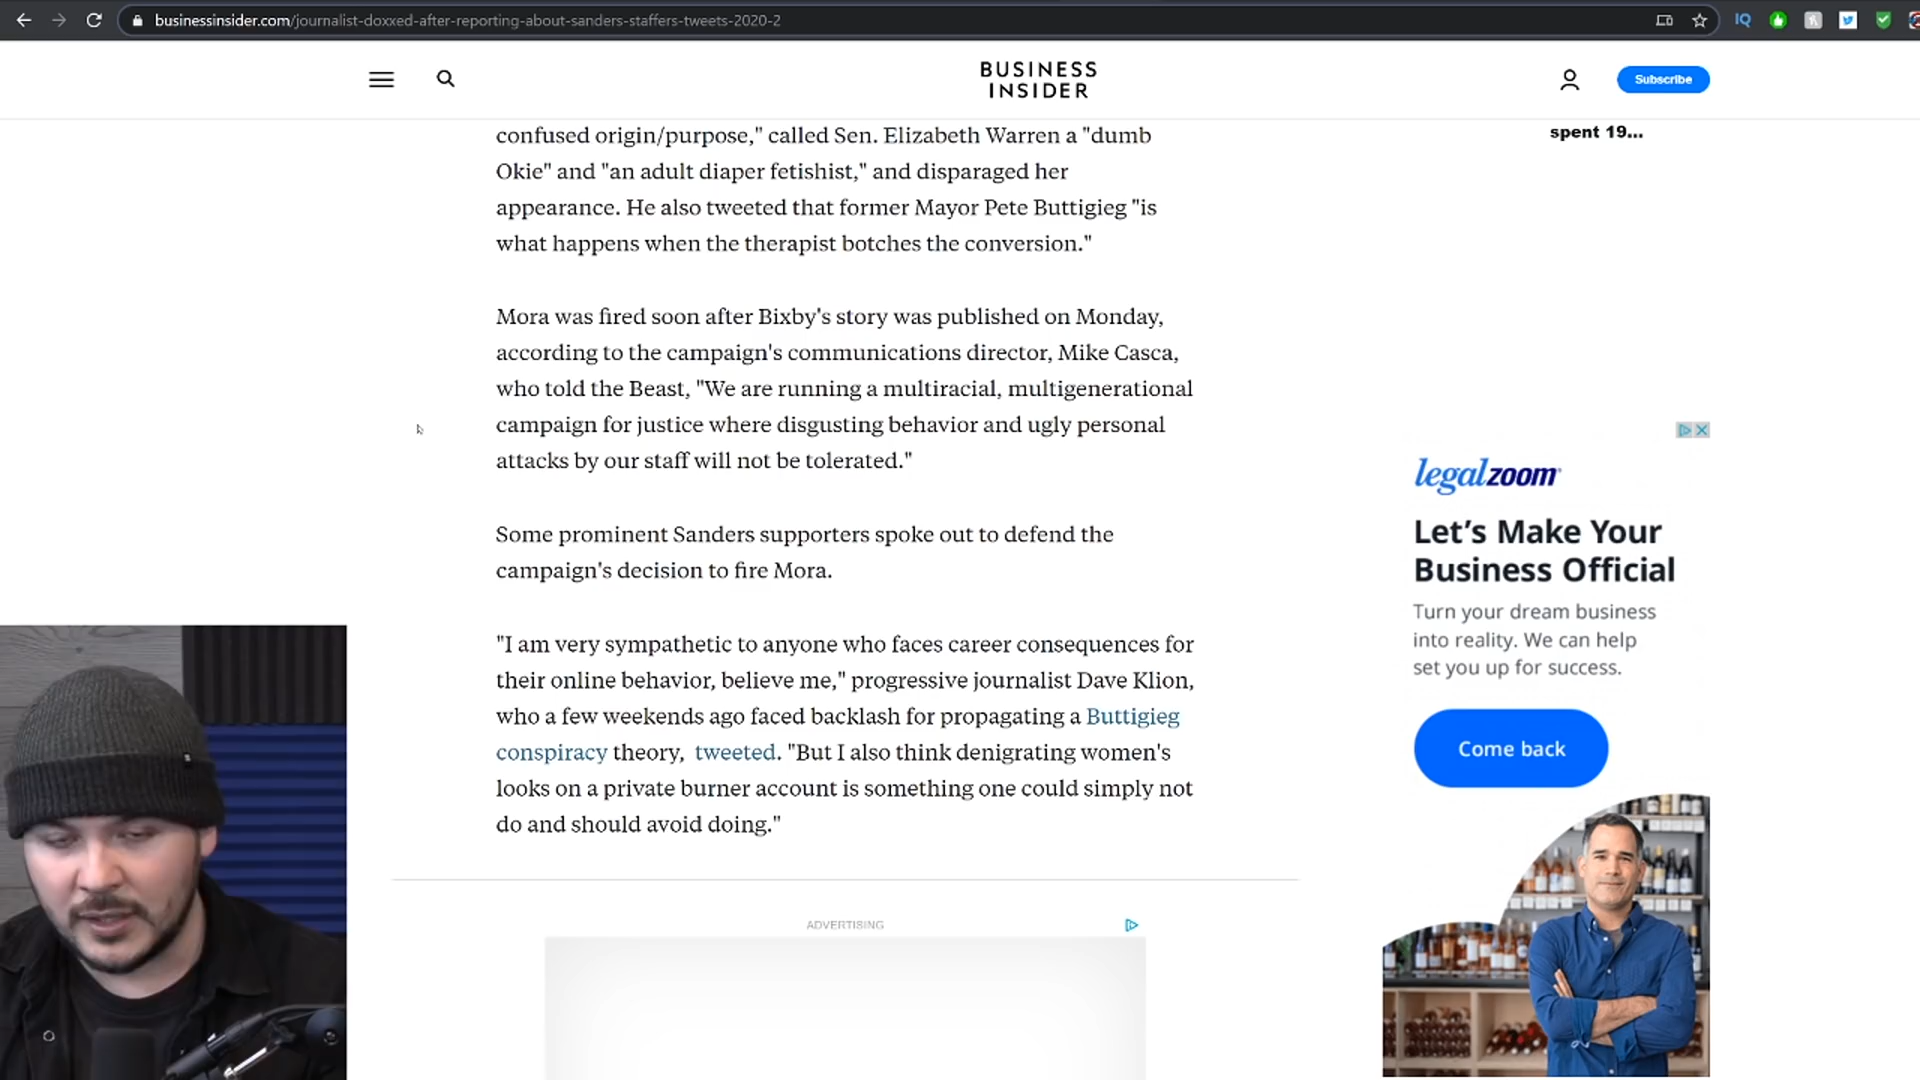 businessinsider.com/journalist-doxxed-after-reporting-about-sanders-staffers-tweets-2020-2
IQ
BUSINESS
INSIDER
Subscribe
confused origin/purpose," called Sen. Elizabeth Warren a "dumb
Okie" and "an adult diaper fetishist," and disparaged her
appearance. He also tweeted that former Mayor Pete Buttigieg "is
what happens when the therapist botches the conversion."
spent 19...
Mora was fired soon after Bixby's story was published on Monday,
according to the campaign's communications director, Mike Casca,
who told the Beast, "We are running a multiracial, multigenerational
campaign for justice where disgusting behavior and ugly personal
attacks by our staff will not be tolerated."
Some prominent Sanders supporters spoke out to defend the
campaign's decision to fire Mora.
"I am very sympathetic to anyone who faces career consequences for
their online behavior, believe me," progressive journalist Dave Klion,
who a few weekends ago faced backlash for propagating a Buttigieg
conspiracy theory, tweeted. "But I also think denigrating women's
looks on a private burner account is something one could simply not
do and should avoid doing."
legalzoom
Let's Make Your
Business Official
Turn your dream business
into reality. We can help
set you up for success.
Come back
ADVERTISING